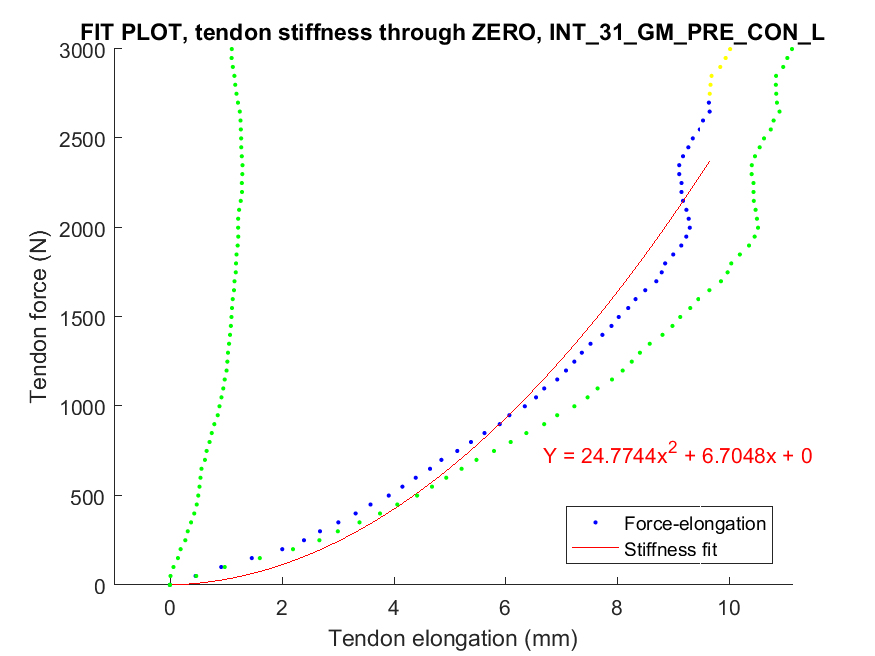 FIT PLOT, tendon stiffness through ZERO, INT_31_GM_PRE_CON_L
3000
2500
2000
1500
1000
500
0
Tendon force (N)
Y = 24.7744x² + 6.7048x + 0
Force-elongation
Stiffness fit
0 2 4 6 8 10
Tendon elongation (mm)